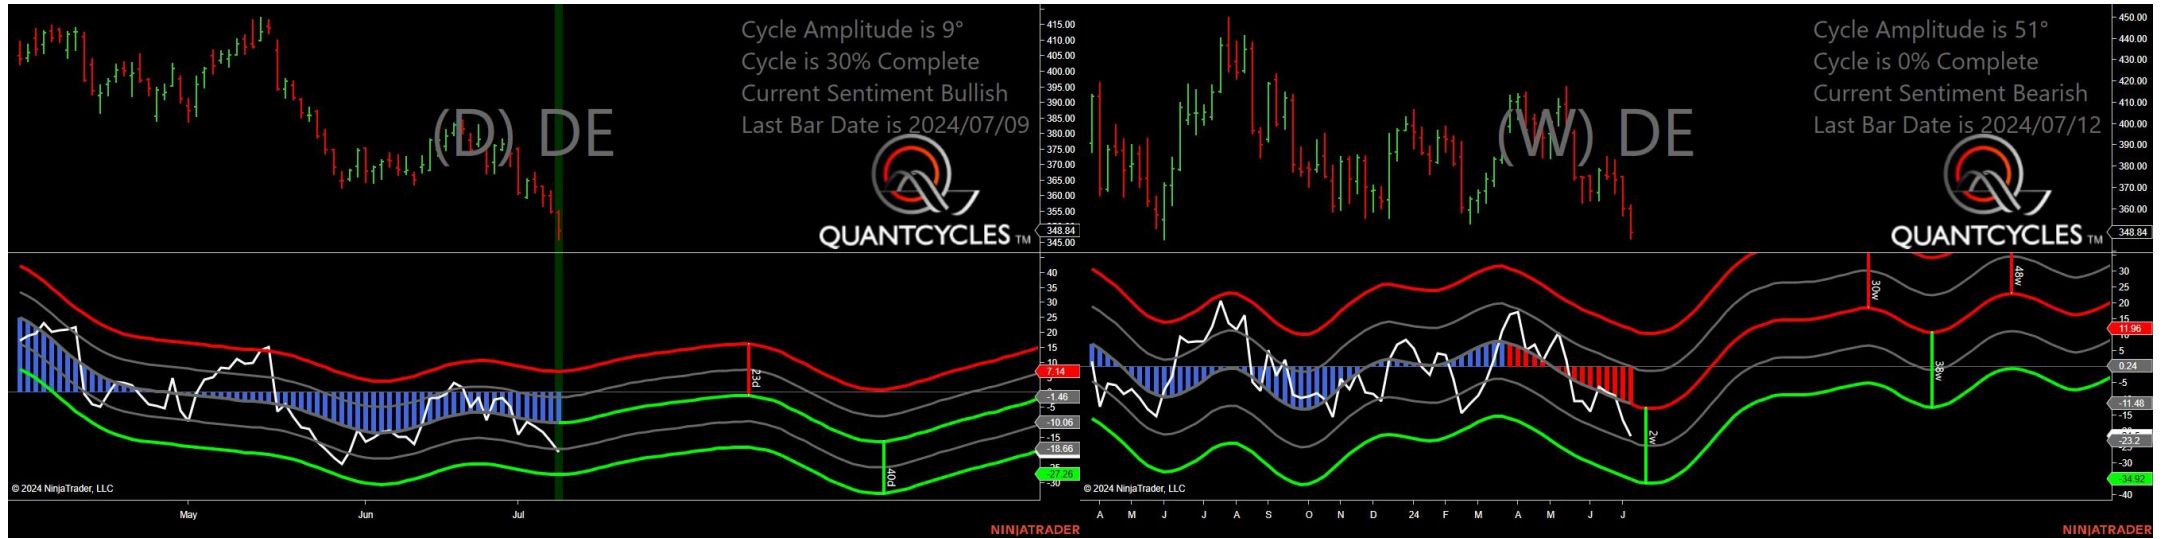 Cycle Amplitude is 9°
Cycle is 30% Complete
Current Sentiment Bullish
Last Bar Date is 2024/07/09
(D) DE
QUANTCYCLES TM
415.00
410.00
405.00
400.00
395.00
390.00
385.00
380.00
375.00
370.00
365.00
360.00
355.00
348.84
345.00
40
35
30
25
20
15
10
7.14
-1.46
-5
-10.06
-15
-18.66
-27.26
-30
23d
40d
© 2024 NinjaTrader, LLC
May
Jun
Jul
NINJATRADER
Cycle Amplitude is 51°
Cycle is 0% Complete
Current Sentiment Bearish
Last Bar Date is 2024/07/12
(W) DE
QUANTCYCLES TM
450.00
440.00
430.00
420.00
410.00
400.00
390.00
380.00
370.00
360.00
348.84
30
20
15
11.96
5
0.24
-5
-11.48
-15
-23.2
-30
-34.92
-40
30w
48w
38w
2w
© 2024 NinjaTrader, LLC
A M J J A S O N D 24 F M A M J J
NINJATRADER